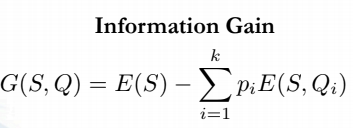 Information Gain
G(S, Q) = E(S) − ∑_{i=1}^{k} p_i E(S, Q_i)